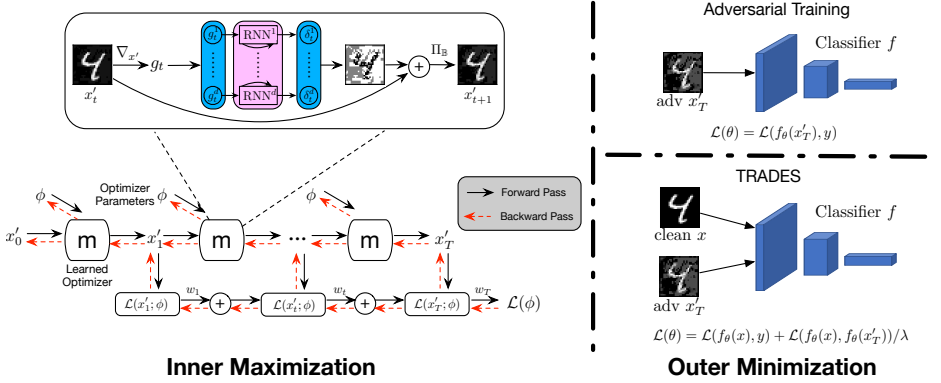 ∇_{x'} g_t
g_t^1 RNN^1 δ_t^1
g_t^d RNN^d δ_t^d
+ Π_𝔹
x'_t
x'_{t+1}
ϕ Optimizer Parameters ϕ ϕ
Forward Pass
Backward Pass
x'_0 m x'_1 m ··· m x'_T
Learned Optimizer
L(x'_1; ϕ) w_1 + L(x'_t; ϕ) w_t + L(x'_T; ϕ) w_T L(ϕ)
Inner Maximization
Adversarial Training
Classifier f
adv x'_T
L(θ) = L(f_θ(x'_T), y)
TRADES
Classifier f
clean x
adv x'_T
L(θ) = L(f_θ(x), y) + L(f_θ(x), f_θ(x'_T))/λ
Outer Minimization